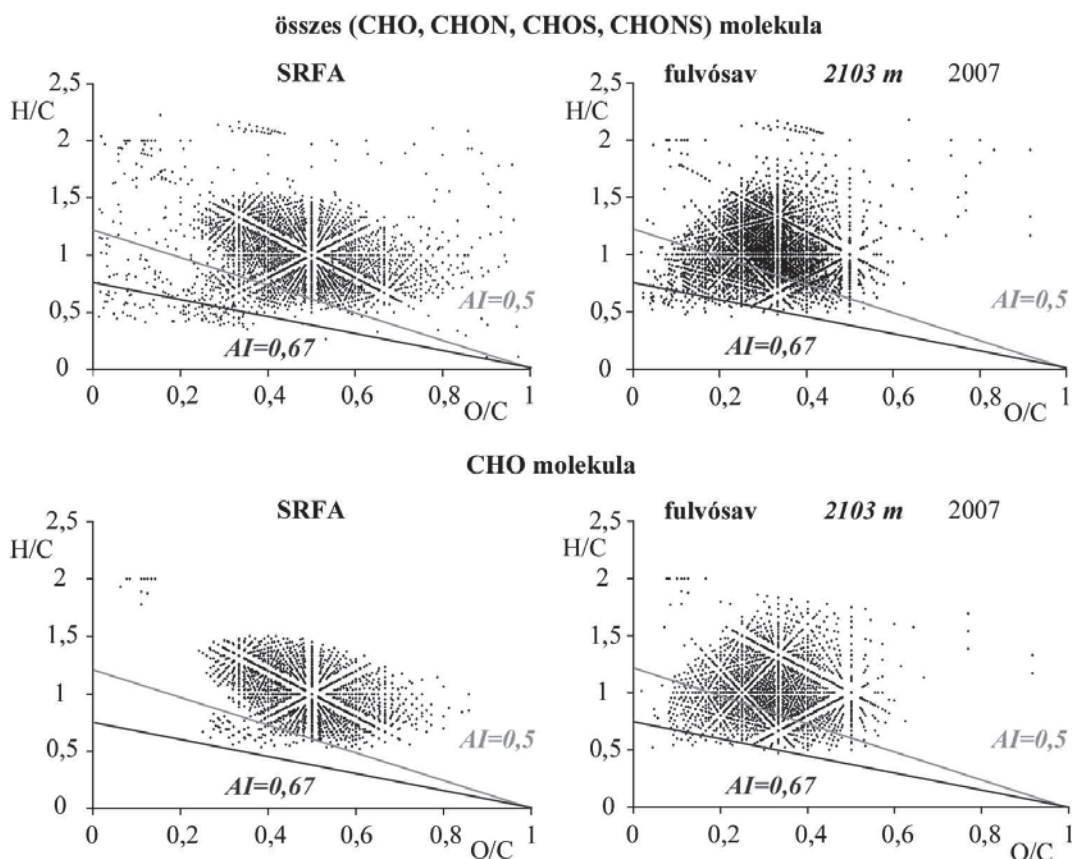 összes (CHO, CHON, CHOS, CHONS) molekula
SRFA
fulvósav 2103 m 2007
2,5
H/C
2
1,5
1
0,5
0
AI=0,5
AI=0,67
0 0,2 0,4 0,6 0,8 1
O/C
2,5
H/C
2
1,5
1
0,5
0
AI=0,5
AI=0,67
0 0,2 0,4 0,6 0,8 1
O/C
CHO molekula
SRFA
fulvósav 2103 m 2007
2,5
H/C
2
1,5
1
0,5
0
AI=0,5
AI=0,67
0 0,2 0,4 0,6 0,8 1
O/C
2,5
H/C
2
1,5
1
0,5
0
AI=0,5
AI=0,67
0 0,2 0,4 0,6 0,8 1
O/C